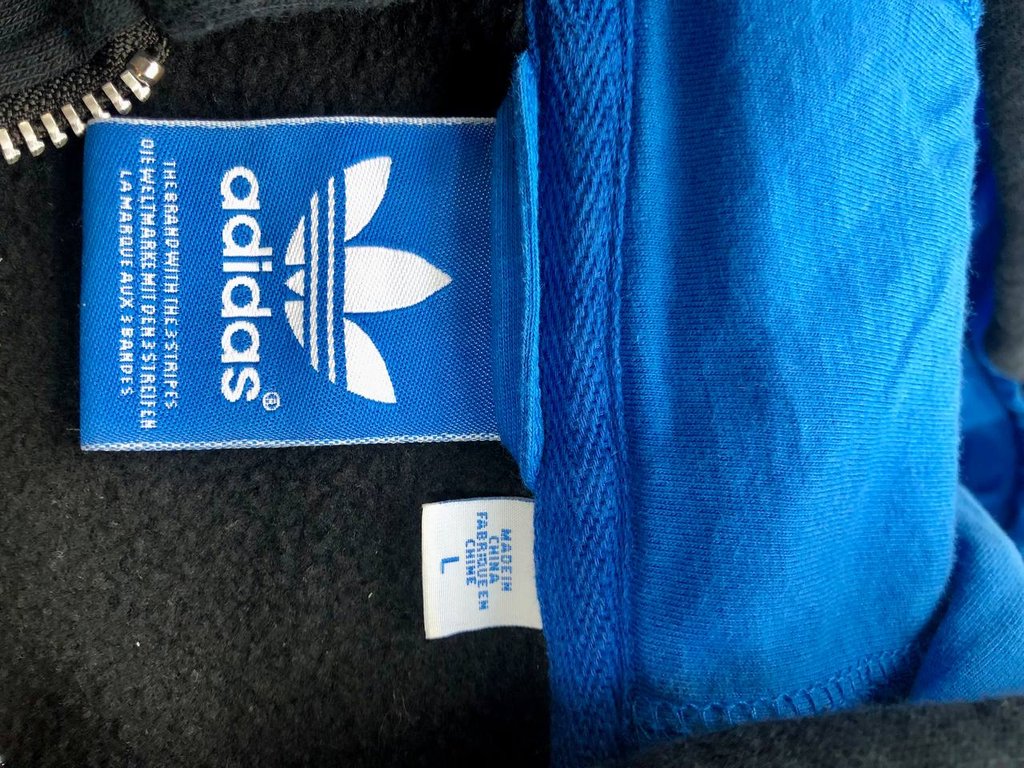 adidas®
THE BRAND WITH THE 3 STRIPES
DIE WELTMARKE MIT DEN 3 STREIFEN
LA MARQUE AUX 3 BANDES
MADE IN
CHINA
FABRIQUE EN
CHINE
L